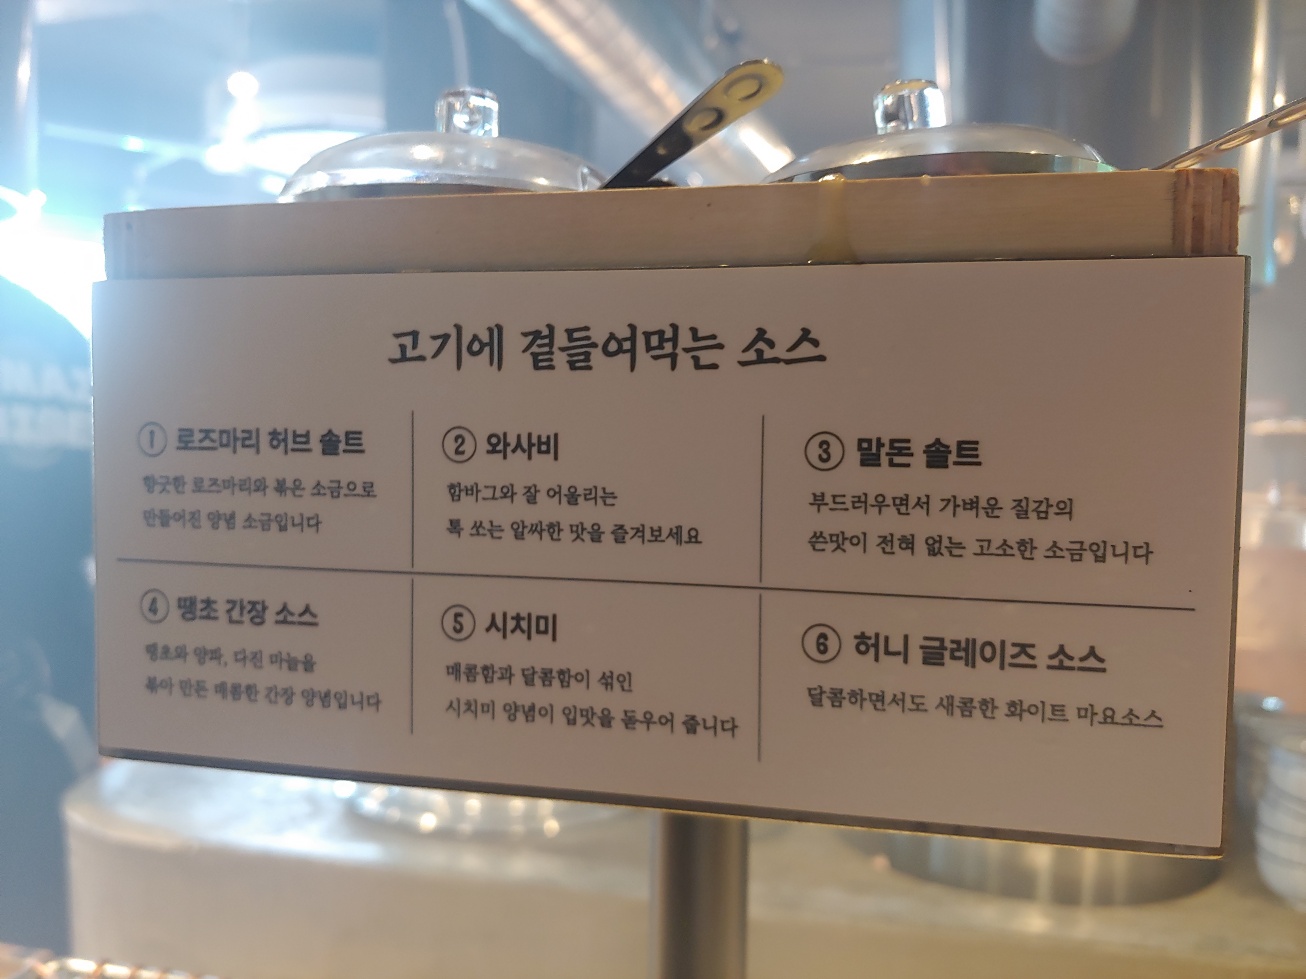 고기에 곁들여먹는 소스
① 로즈마리 허브 솔트
향긋한 로즈마리와 볶은 소금으로
만들어진 양념 소금입니다
② 와사비
함바그와 잘 어울리는
톡 쏘는 알싸한 맛을 즐겨보세요
③ 말돈 솔트
부드러우면서 가벼운 질감의
쓴맛이 전혀 없는 고소한 소금입니다
④ 땡초 간장 소스
땡초와 양파, 다진 마늘을
볶아 만든 매콤한 간장 양념입니다
⑤ 시치미
매콤함과 달콤함이 섞인
시치미 양념이 입맛을 돋우어 줍니다
⑥ 허니 글레이즈 소스
달콤하면서도 새콤한 화이트 마요소스